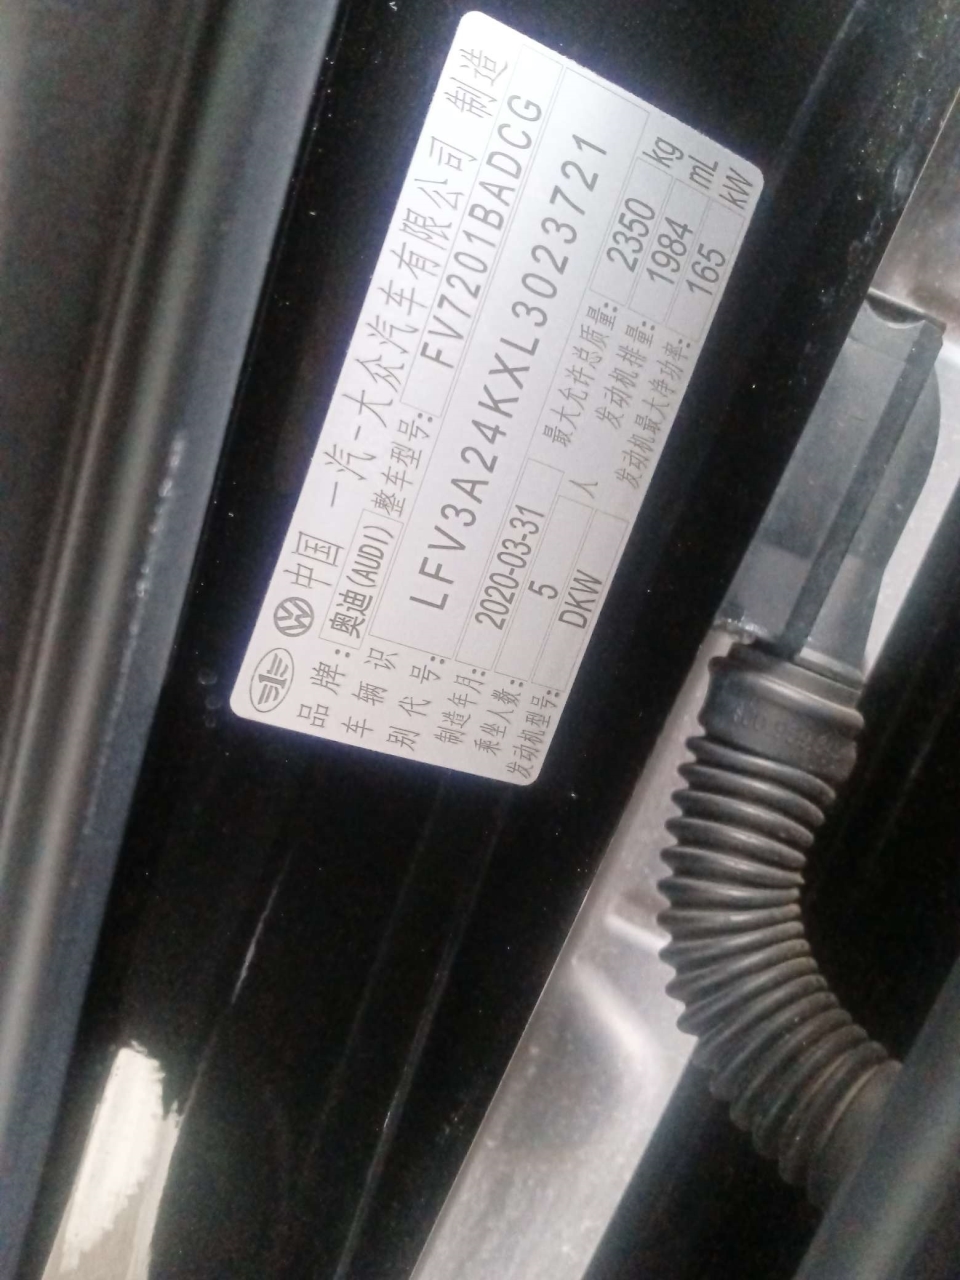 中国 一汽-大众汽车有限公司 制造
品牌: 奥迪(AUDI) 整车型号: FV7201BADCG
车辆识别代号: LFV3A24KXL3023721
制造年月: 2020-03-31 最大允许总质量: 2350 kg
乘坐人数: 5 人 发动机排量: 1984 mL
发动机型号: DKW 发动机最大净功率: 165 kW